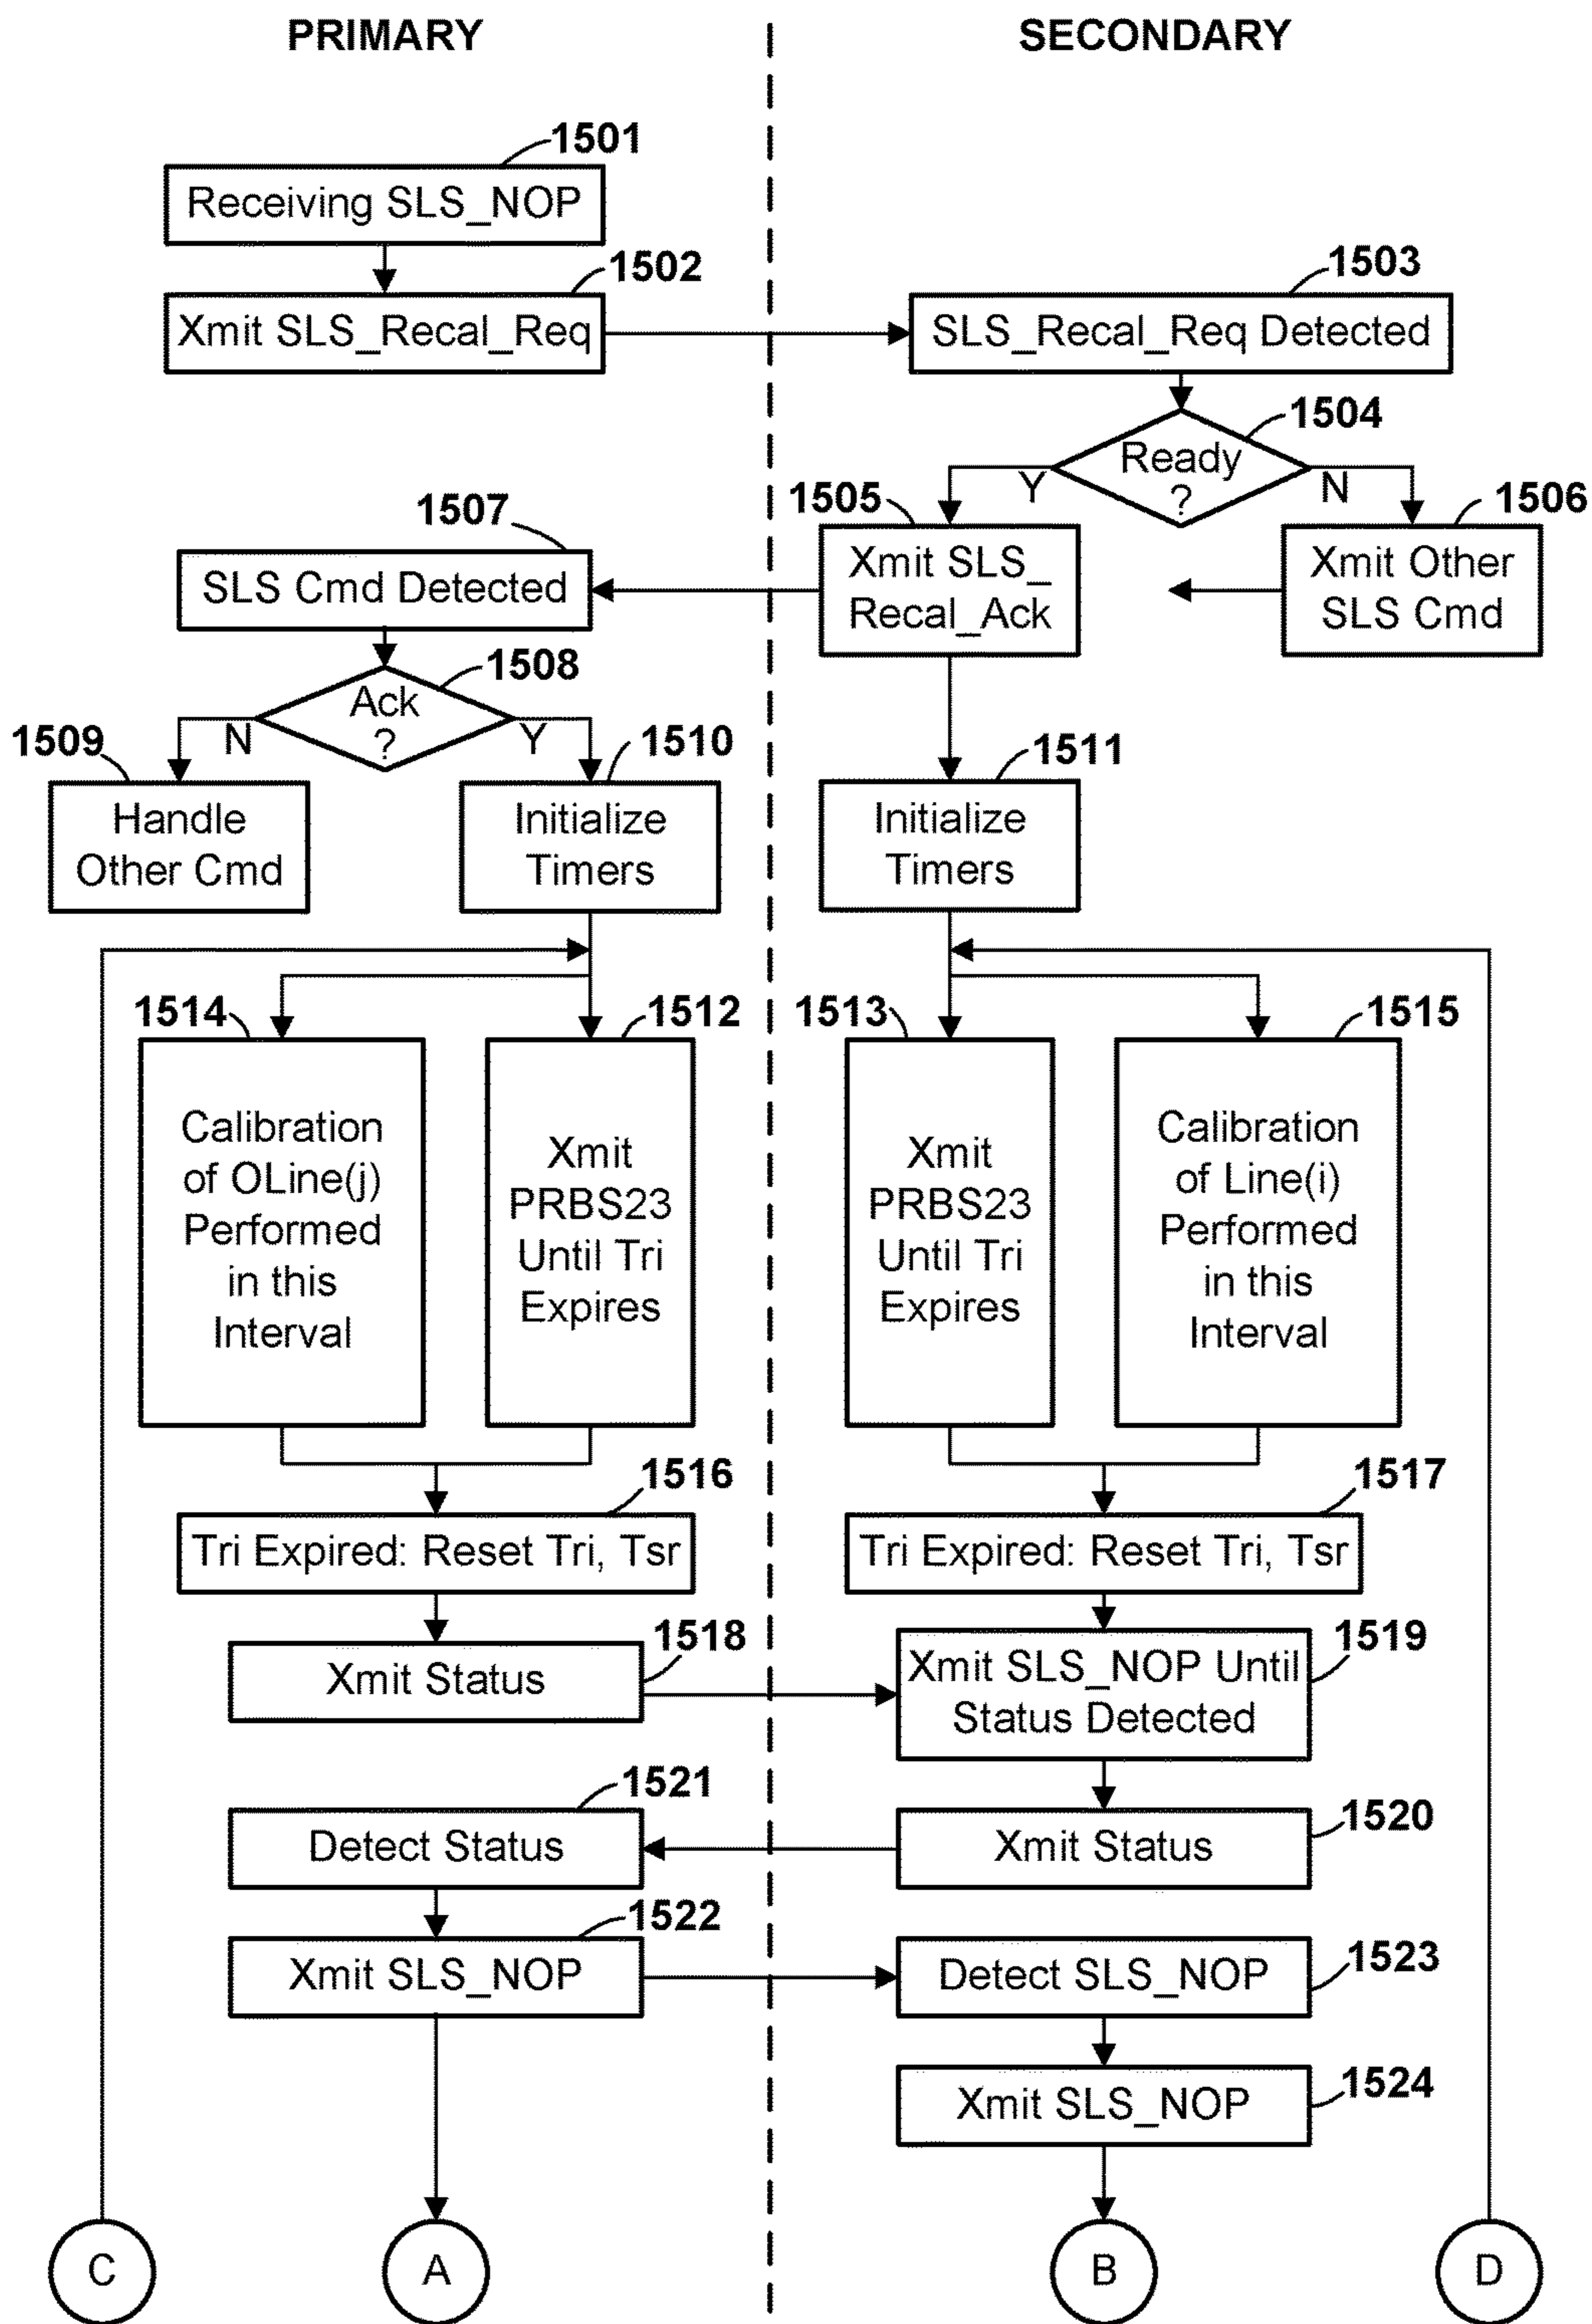 PRIMARY
SECONDARY
1501
Receiving SLS_NOP
1502
Xmit SLS_Recal_Req
1503
SLS_Recal_Req Detected
1504
Ready
?
Y
N
1505
Xmit SLS_
Recal_Ack
1506
Xmit Other
SLS Cmd
1507
SLS Cmd Detected
1508
Ack
?
N
Y
1509
Handle
Other Cmd
1510
Initialize
Timers
1511
Initialize
Timers
1514
Calibration
of OLine(j)
Performed
in this
Interval
1512
Xmit
PRBS23
Until Tri
Expires
1513
Xmit
PRBS23
Until Tri
Expires
1515
Calibration
of Line(i)
Performed
in this
Interval
1516
Tri Expired: Reset Tri, Tsr
1517
Tri Expired: Reset Tri, Tsr
1518
Xmit Status
1519
Xmit SLS_NOP Until
Status Detected
1521
Detect Status
1520
Xmit Status
1522
Xmit SLS_NOP
1523
Detect SLS_NOP
1524
Xmit SLS_NOP
C
A
B
D